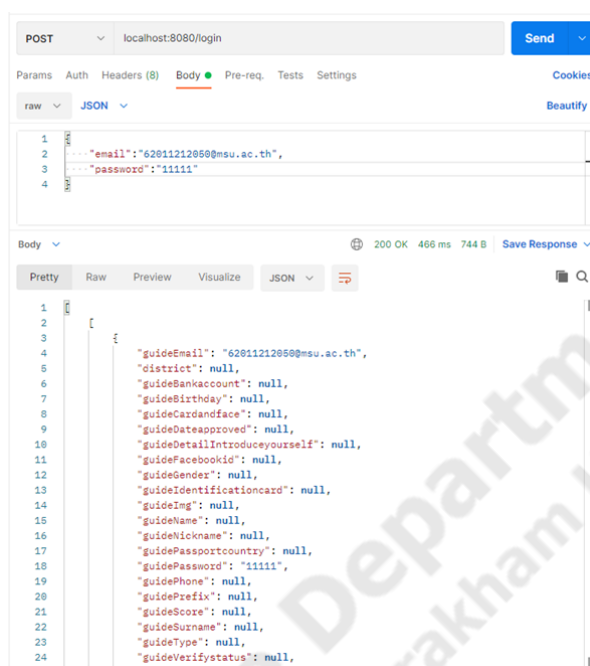 POST localhost:8080/login Send
Params Auth Headers (8) Body Pre-req. Tests Settings Cookies
raw JSON Beautify
1 {
2 "email":"62011212050@msu.ac.th",
3 "password":"11111"
4 }
Body 200 OK 466 ms 744 B Save Response
Pretty Raw Preview Visualize JSON
1 [
2 [
3 {
4 "guideEmail": "62011212050@msu.ac.th",
5 "district": null,
6 "guideBankaccount": null,
7 "guideBirthday": null,
8 "guideCardandface": null,
9 "guideDateapproved": null,
10 "guideDetailIntroduceyourself": null,
11 "guideFacebookid": null,
12 "guideGender": null,
13 "guideIdentificationcard": null,
14 "guideImg": null,
15 "guideName": null,
16 "guideNickname": null,
17 "guidePassportcountry": null,
18 "guidePassword": "11111",
19 "guidePhone": null,
20 "guidePrefix": null,
21 "guideScore": null,
22 "guideSurname": null,
23 "guideType": null,
24 "guideVerifystatus": null,